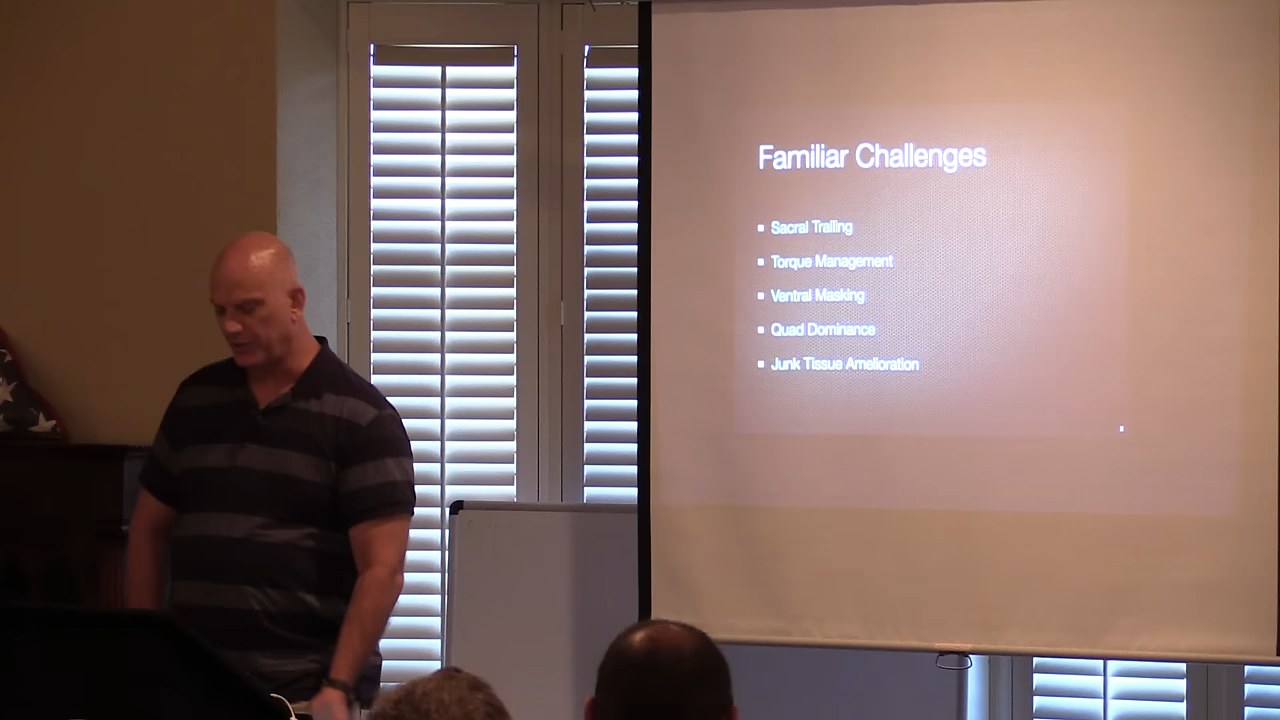 Familiar Challenges
Sacral Trailing
Torque Management
Ventral Masking
Quad Dominance
Junk Tissue Amelioration